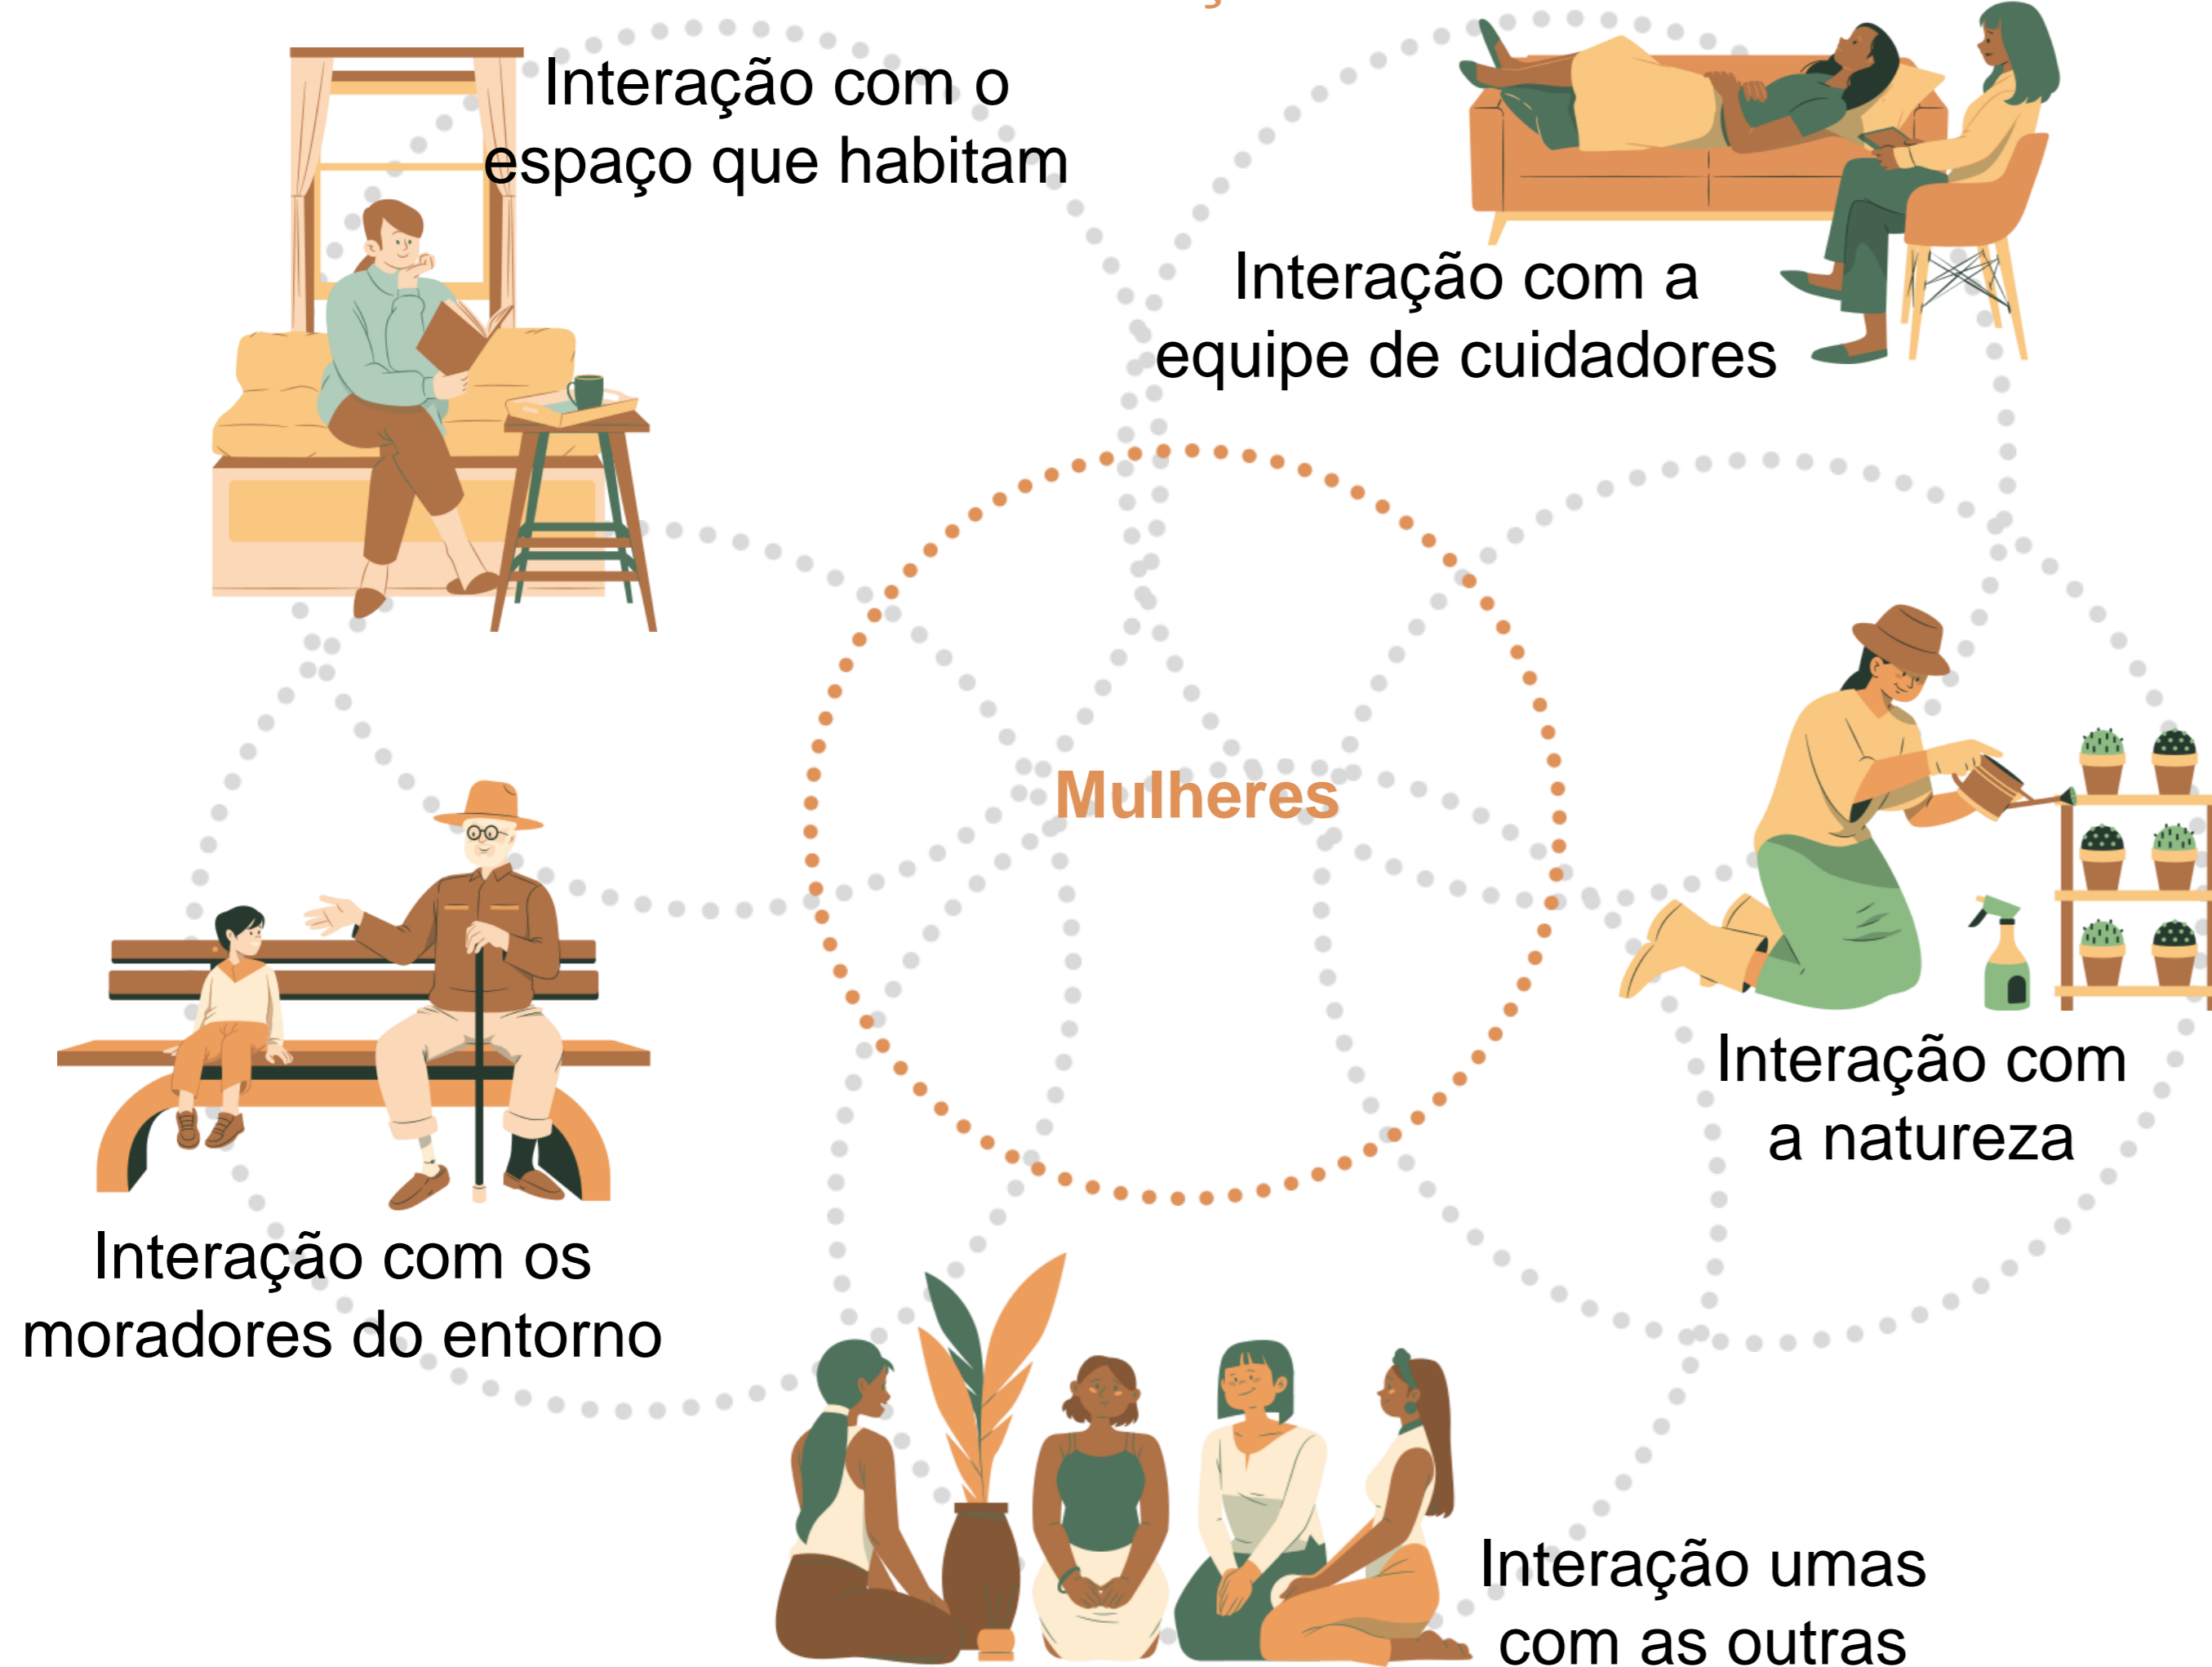 Interação com o
espaço que habitam
Interação com a
equipe de cuidadores
Mulheres
Interação com
a natureza
Interação com os
moradores do entorno
Interação umas
com as outras